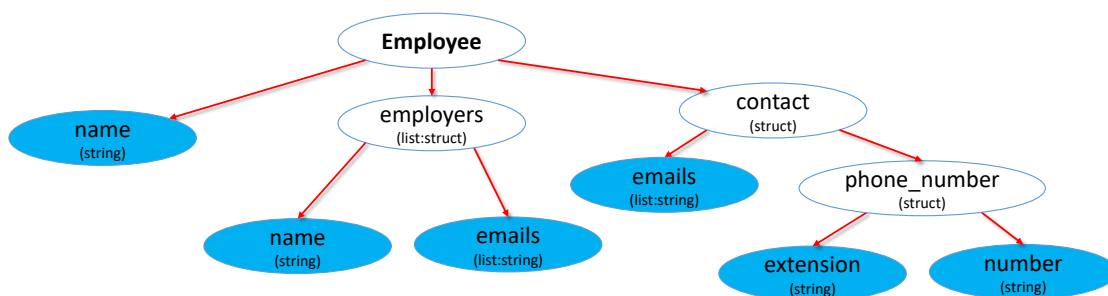 Employee
name
(string)
employers
(list:struct)
contact
(struct)
name
(string)
emails
(list:string)
emails
(list:string)
phone_number
(struct)
extension
(string)
number
(string)